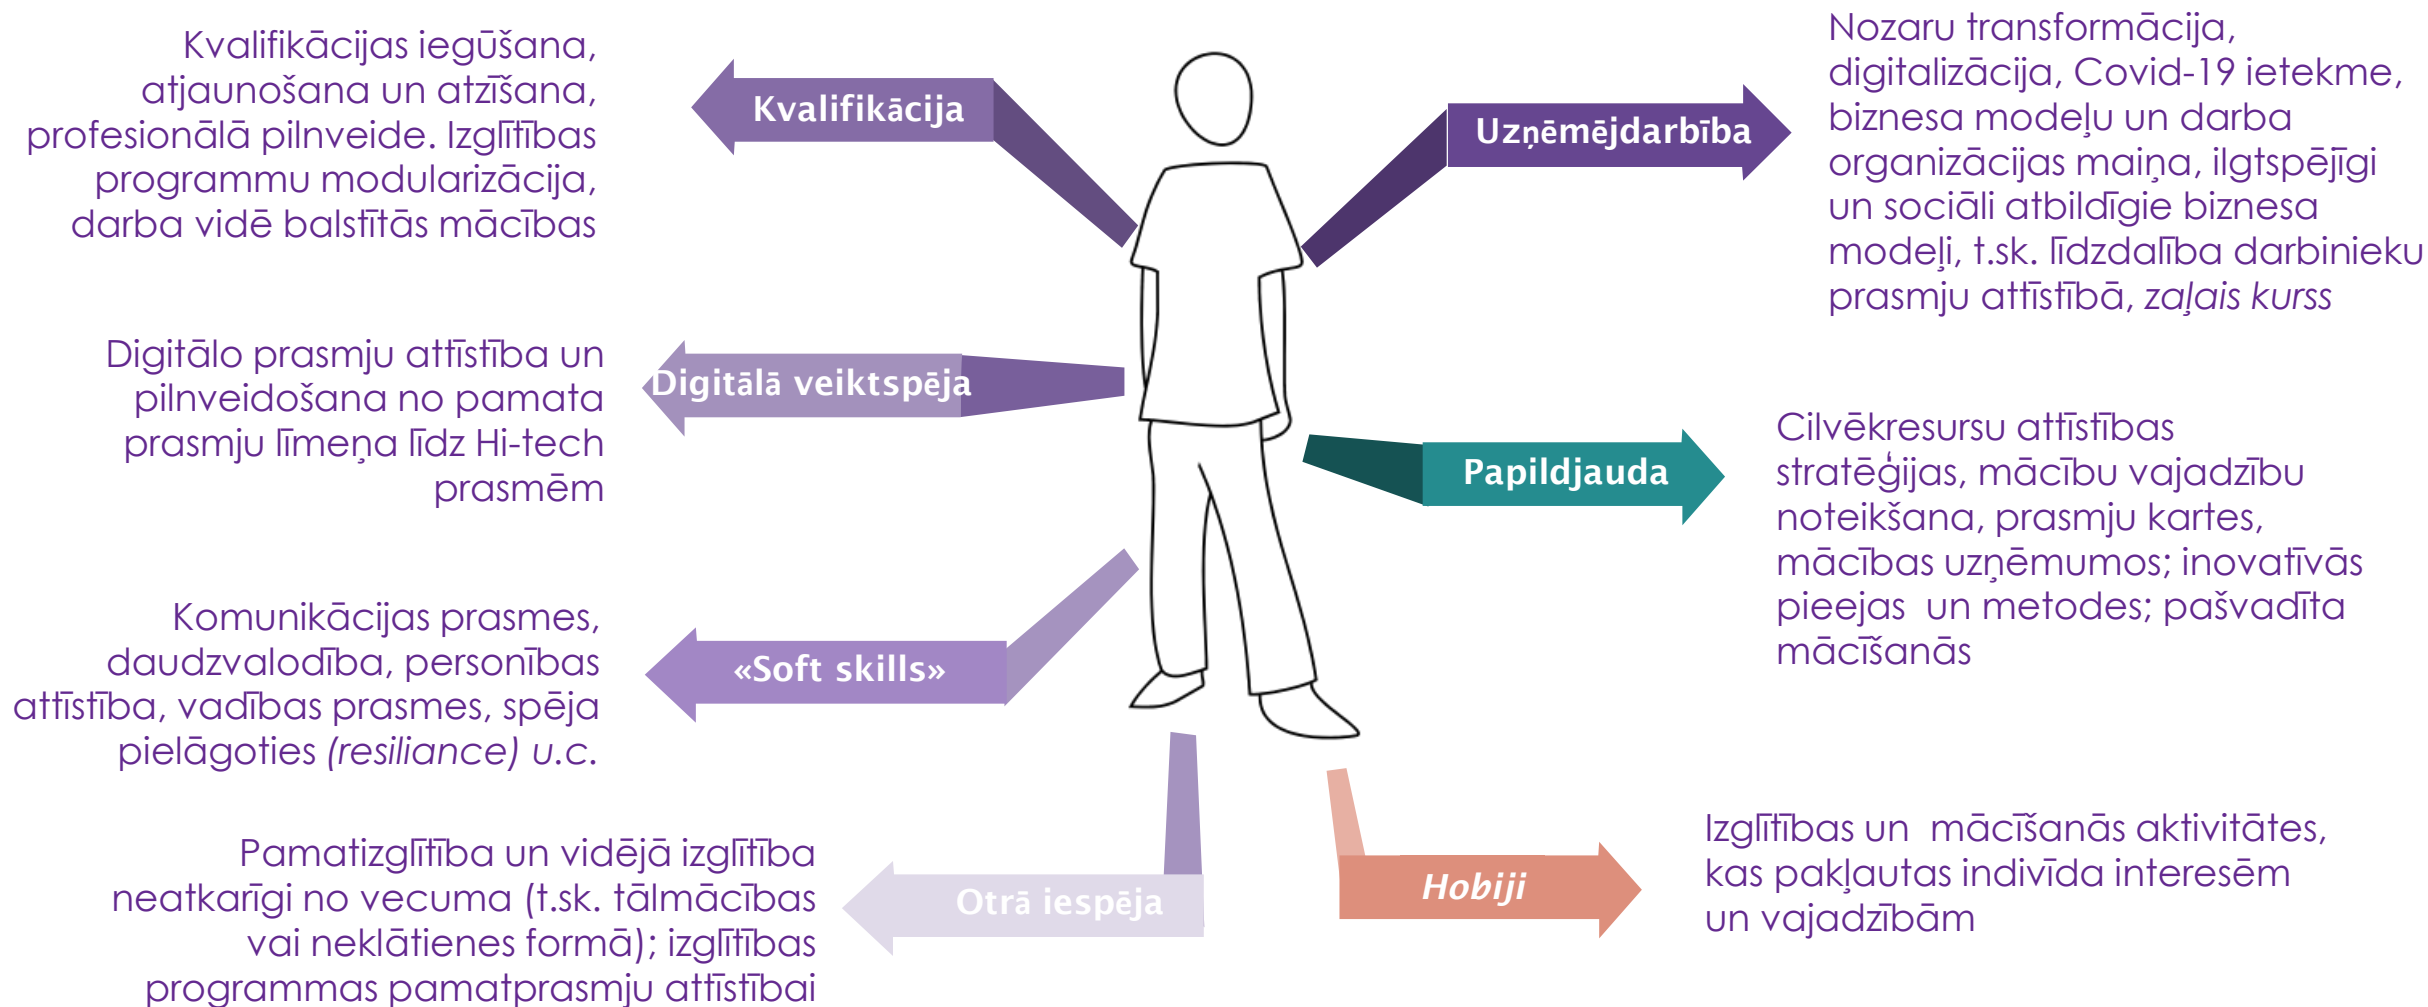 Kvalifikācijas iegūšana,
atjaunošana un atzīšana,
profesionālā pilnveide. Izglītības
programmu modularizācija,
darba vidē balstītās mācības
Kvalifikācija
Digitālo prasmju attīstība un
pilnveidošana no pamata
prasmju līmeņa līdz Hi-tech
prasmēm
Digitālā veiktspēja
Komunikācijas prasmes,
daudzvalodība, personības
attīstība, vadības prasmes, spēja
pielāgoties (resiliance) u.c.
«Soft skills»
Pamatizglītība un vidējā izglītība
neatkarīgi no vecuma (t.sk. tālmācības
vai neklātienes formā); izglītības
programmas pamatprasmju attīstībai
Otrā iespēja
Uzņēmējdarbība
Nozaru transformācija,
digitalizācija, Covid-19 ietekme,
biznesa modeļu un darba
organizācijas maiņa, ilgtspējīgi
un sociāli atbildīgie biznesa
modeļi, t.sk. līdzdalība darbinieku
prasmju attīstībā, zaļais kurss
Papildjauda
Cilvēkresursu attīstības
stratēģijas, mācību vajadzību
noteikšana, prasmju kartes,
mācības uzņēmumos; inovatīvās
pieejas  un metodes; pašvadīta
mācīšanās
Hobiji
Izglītības un  mācīšanās aktivitātes,
kas pakļautas indivīda interesēm
un vajadzībām